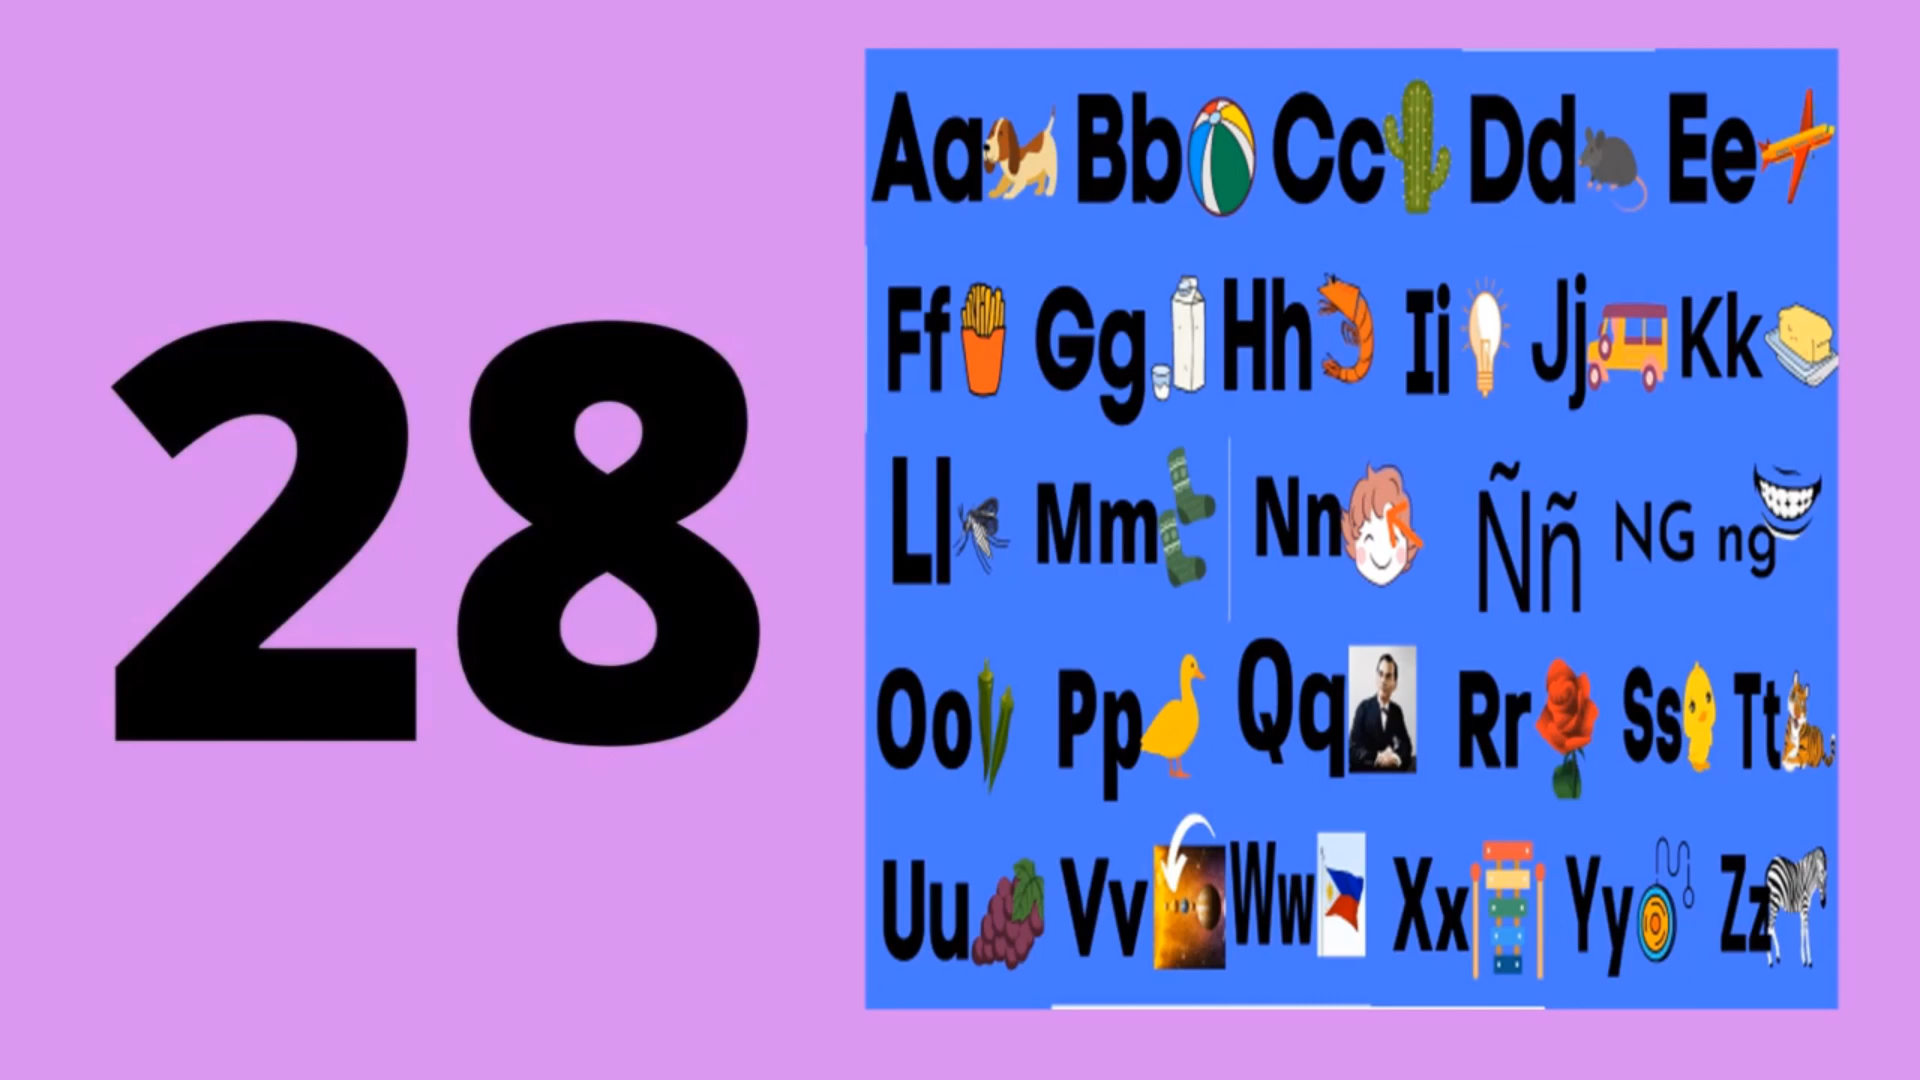 28
Aa Bb Cc Dd Ee
Ff Gg Hh Ii Jj Kk
Ll Mm Nn Ññ NG ng
Oo Pp Qq Rr Ss Tt
Uu Vv Ww Xx Yy Zz